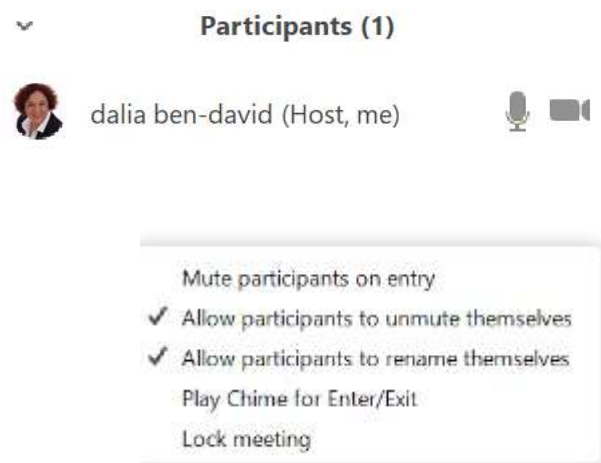 Participants (1)
dalia ben-david (Host, me)
Mute participants on entry
Allow participants to unmute themselves
Allow participants to rename themselves
Play Chime for Enter/Exit
Lock meeting